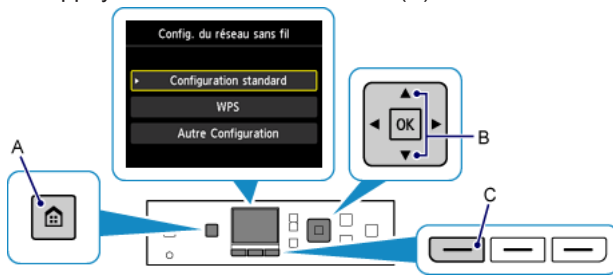 Config. du réseau sans fil
Configuration standard
WPS
Autre Configuration
A
OK
B
C